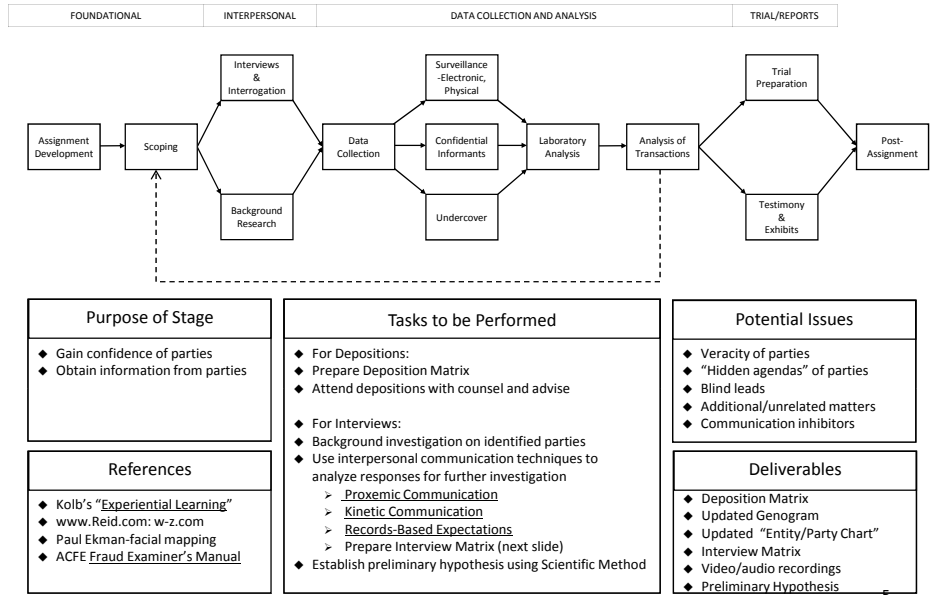 FOUNDATIONAL
INTERPERSONAL
DATA COLLECTION AND ANALYSIS
TRIAL/REPORTS
Assignment
Development
Scoping
Interviews
&
Interrogation
Background
Research
Data
Collection
Surveillance
-Electronic,
Physical
Confidential
Informants
Undercover
Laboratory
Analysis
Analysis of
Transactions
Trial
Preparation
Testimony
&
Exhibits
Post-
Assignment
Purpose of Stage
◆ Gain confidence of parties
◆ Obtain information from parties
References
◆ Kolb's "Experiential Learning"
◆ www.Reid.com: w-z.com
◆ Paul Ekman-facial mapping
◆ ACFE Fraud Examiner's Manual
Tasks to be Performed
◆ For Depositions:
◆ Prepare Deposition Matrix
◆ Attend depositions with counsel and advise
◆ For Interviews:
◆ Background investigation on identified parties
◆ Use interpersonal communication techniques to
analyze responses for further investigation
➢ Proxemic Communication
➢ Kinetic Communication
➢ Records-Based Expectations
➢ Prepare Interview Matrix (next slide)
◆ Establish preliminary hypothesis using Scientific Method
Potential Issues
◆ Veracity of parties
◆ "Hidden agendas" of parties
◆ Blind leads
◆ Additional/unrelated matters
◆ Communication inhibitors
Deliverables
◆ Deposition Matrix
◆ Updated Genogram
◆ Updated "Entity/Party Chart"
◆ Interview Matrix
◆ Video/audio recordings
◆ Preliminary Hypothesis